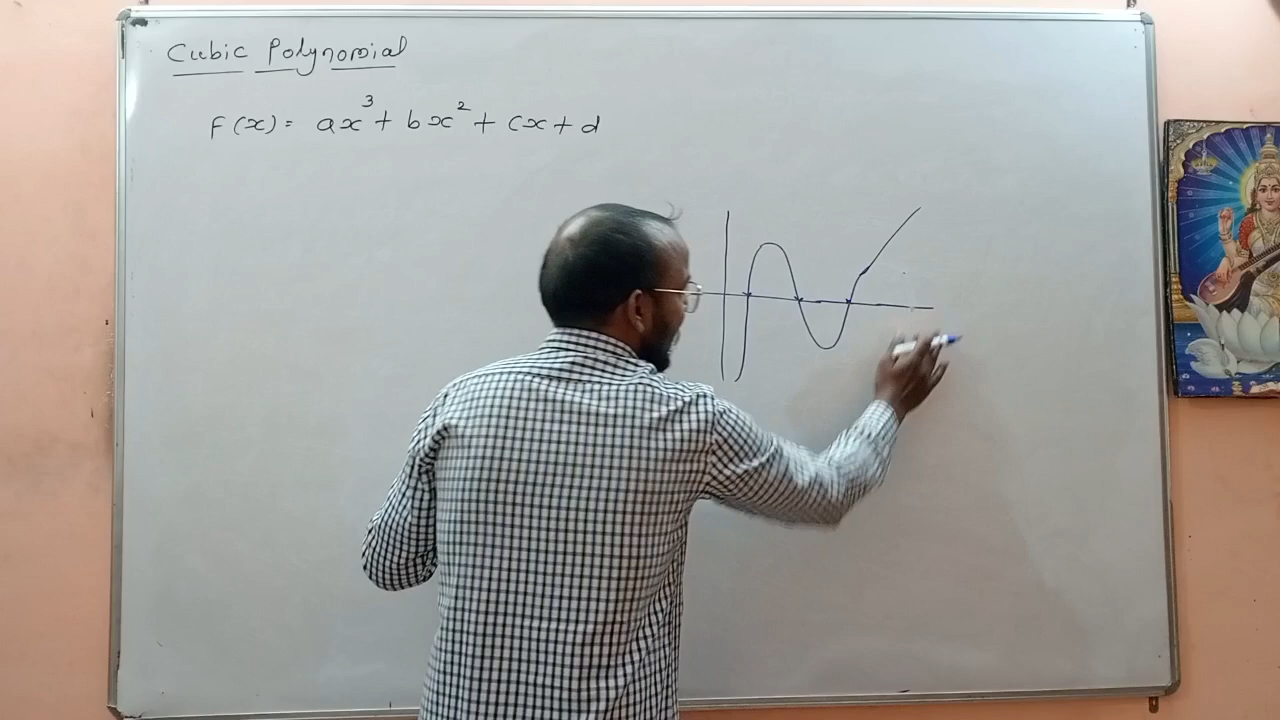 Cubic Polynomial
F(x) = ax³ + bx² + cx + d